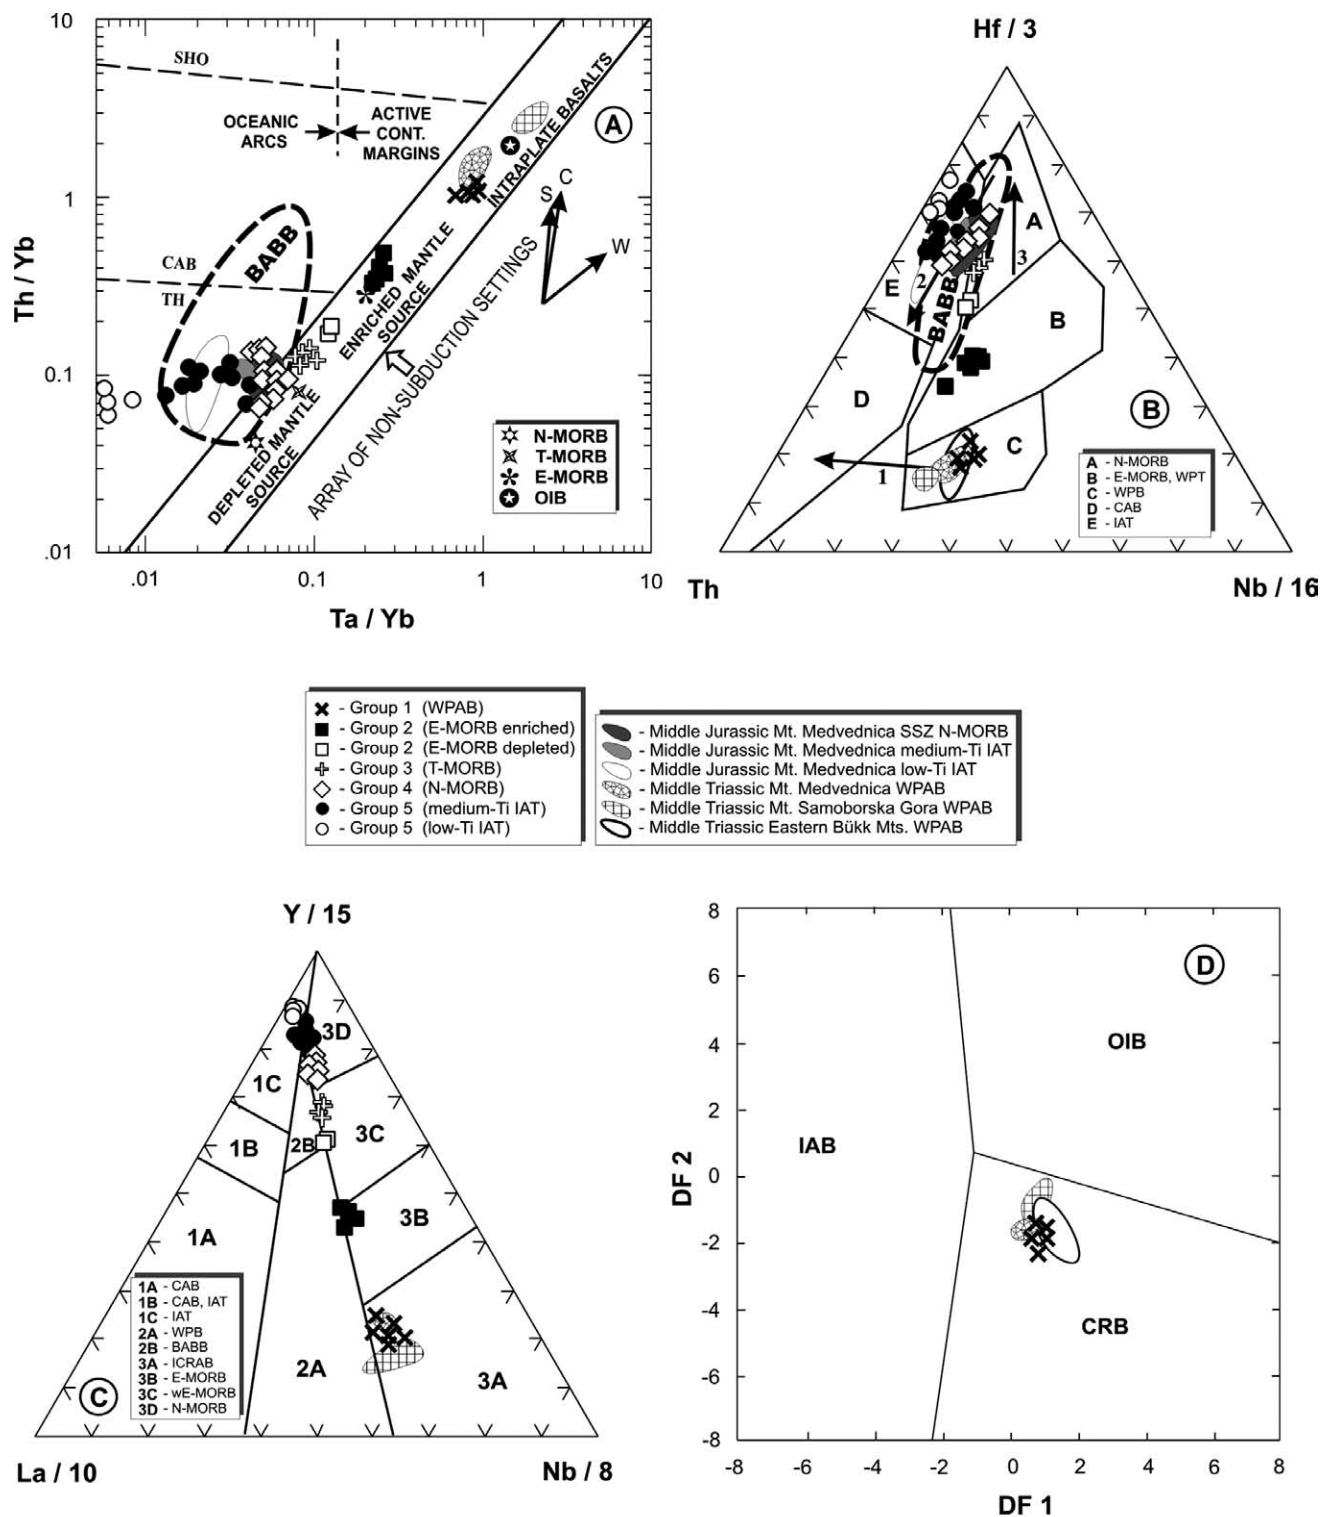 10
1
0.1
.01
Th / Yb
.01
0.1
1
10
Ta / Yb
SHO
OCEANIC
ARCS
ACTIVE
CONT.
MARGINS
CAB
TH
BABB
A
INTRAPLATE BASALTS
ENRICHED MANTLE
SOURCE
DEPLETED MANTLE
SOURCE
ARRAY OF NON-SUBDUCTION SETTINGS
S
C
W
N-MORB
T-MORB
E-MORB
OIB
Hf / 3
A
3
E
2
BABB
B
D
B
C
1
A - N-MORB
B - E-MORB, WPT
C - WPB
D - CAB
E - IAT
Th
Nb / 16
- Group 1 (WPAB)
- Group 2 (E-MORB enriched)
- Group 2 (E-MORB depleted)
- Group 3 (T-MORB)
- Group 4 (N-MORB)
- Group 5 (medium-Ti IAT)
- Group 5 (low-Ti IAT)
- Middle Jurassic Mt. Medvednica SSZ N-MORB
- Middle Jurassic Mt. Medvednica medium-Ti IAT
- Middle Jurassic Mt. Medvednica low-Ti IAT
- Middle Triassic Mt. Medvednica WPAB
- Middle Triassic Mt. Samoborska Gora WPAB
- Middle Triassic Eastern Bükk Mts. WPAB
Y / 15
3D
1C
1B
2B
3C
1A
3B
2A
3A
1A - CAB
1B - CAB, IAT
1C - IAT
2A - WPB
2B - BABB
3A - ICRAB
3B - E-MORB
3C - wE-MORB
3D - N-MORB
C
La / 10
Nb / 8
8
6
4
2
0
-2
-4
-6
-8
DF 2
D
OIB
IAB
CRB
-8
-6
-4
-2
0
2
4
6
8
DF 1